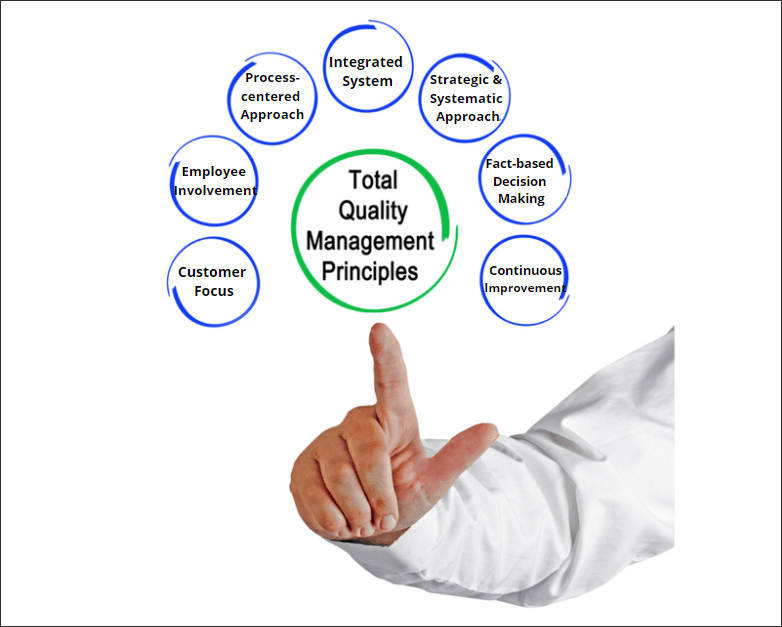 Integrated
System
Process-
centered
Approach
Strategic &
Systematic
Approach
Employee
Involvement
Fact-based
Decision
Making
Customer
Focus
Continuous
Improvement
Total
Quality
Management
Principles